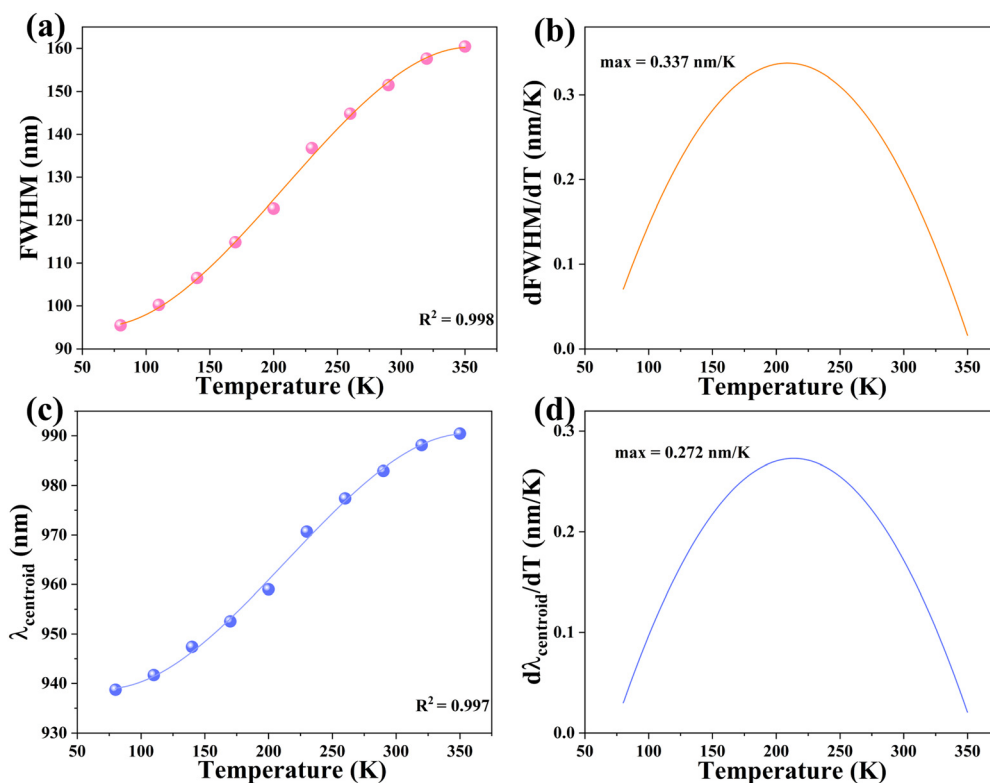 (a)
FWHM (nm)
160
150
140
130
120
110
100
90
R² = 0.998
50 100 150 200 250 300 350
Temperature (K)
(b)
max = 0.337 nm/K
dFWHM/dT (nm/K)
0.3
0.2
0.1
0.0
50 100 150 200 250 300 350
Temperature (K)
(c)
λcentroid (nm)
990
980
970
960
950
940
930
R² = 0.997
50 100 150 200 250 300 350
Temperature (K)
(d)
max = 0.272 nm/K
dλcentroid/dT (nm/K)
0.3
0.2
0.1
0.0
50 100 150 200 250 300 350
Temperature (K)